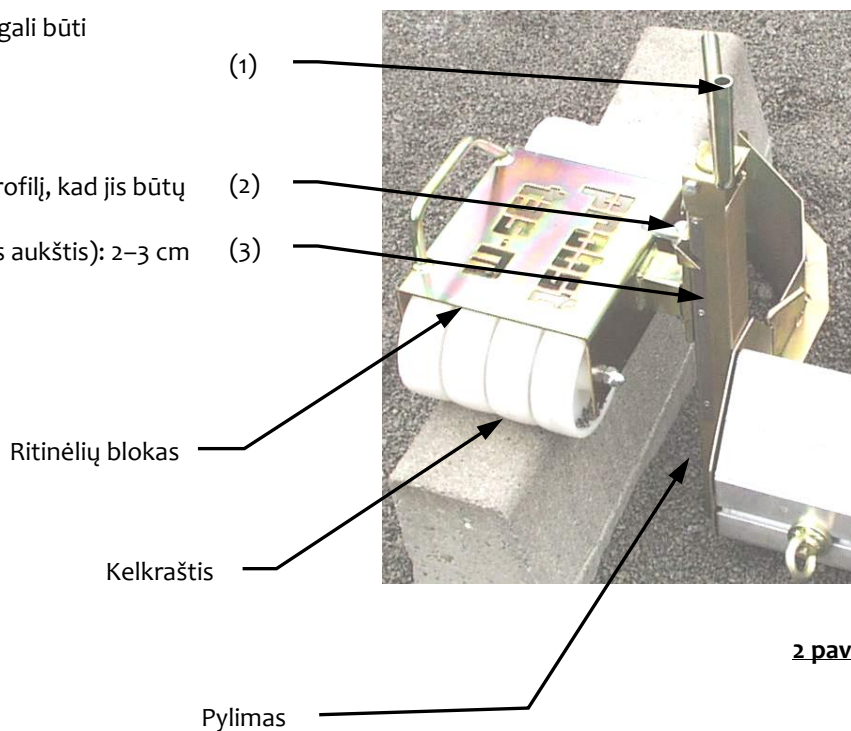 gali būti
(1)
rofilį, kad jis būtų (2)
s aukštis): 2–3 cm (3)
Ritinėlių blokas
Kelkraštis
2 pav
Pylimas